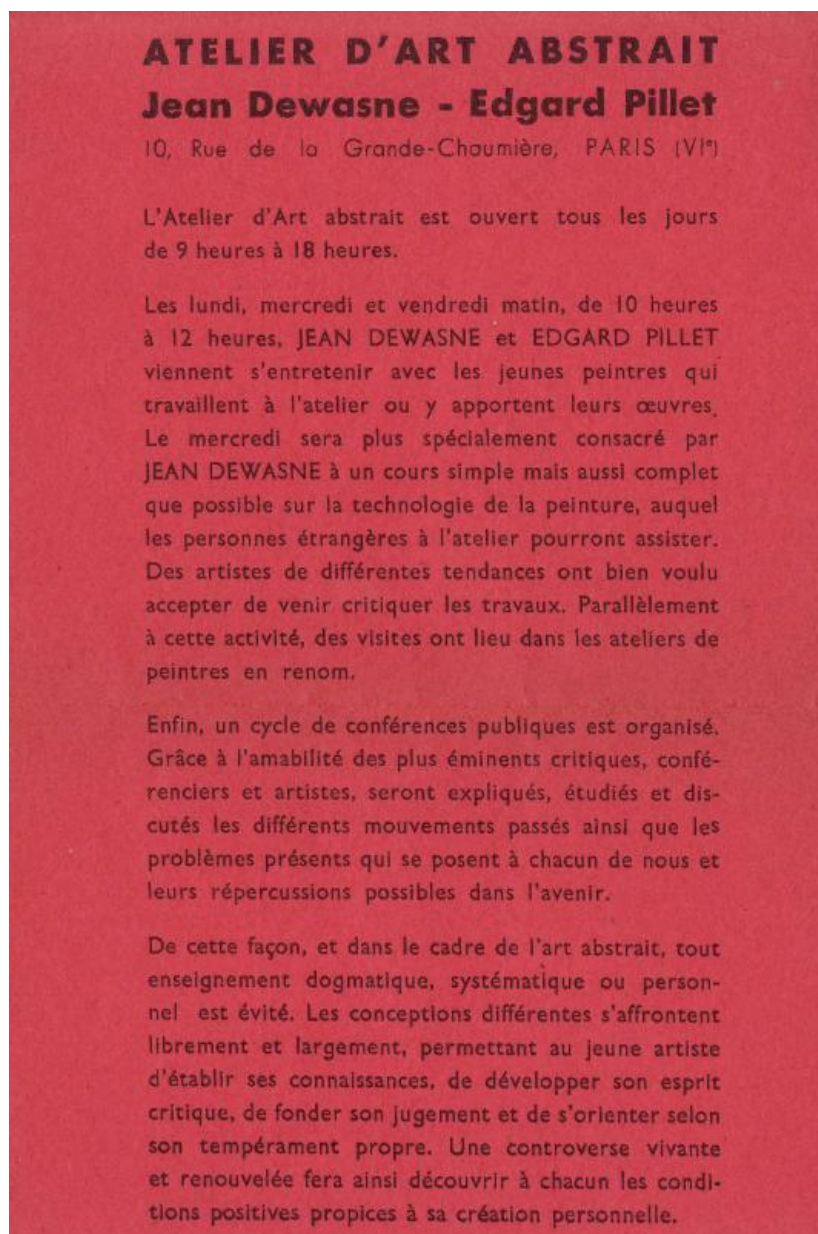 ATELIER D'ART ABSTRAIT
Jean Dewasne - Edgard Pillet
10, Rue de la Grande-Chaumière, PARIS (VIe)
L'Atelier d'Art abstrait est ouvert tous les jours
de 9 heures à 18 heures.
Les lundi, mercredi et vendredi matin, de 10 heures
à 12 heures, JEAN DEWASNE et EDGARD PILLET
viennent s'entretenir avec les jeunes peintres qui
travaillent à l'atelier ou y apportent leurs œuvres.
Le mercredi sera plus spécialement consacré par
JEAN DEWASNE à un cours simple mais aussi complet
que possible sur la technologie de la peinture, auquel
les personnes étrangères à l'atelier pourront assister.
Des artistes de différentes tendances ont bien voulu
accepter de venir critiquer les travaux. Parallèlement
à cette activité, des visites ont lieu dans les ateliers de
peintres en renom.
Enfin, un cycle de conférences publiques est organisé.
Grâce à l'amabilité des plus éminents critiques, confé-
renciers et artistes, seront expliqués, étudiés et dis-
cutés les différents mouvements passés ainsi que les
problèmes présents qui se posent à chacun de nous et
leurs répercussions possibles dans l'avenir.
De cette façon, et dans le cadre de l'art abstrait, tout
enseignement dogmatique, systématique ou person-
nel est évité. Les conceptions différentes s'affrontent
librement et largement, permettant au jeune artiste
d'établir ses connaissances, de développer son esprit
critique, de fonder son jugement et de s'orienter selon
son tempérament propre. Une controverse vivante
et renouvelée fera ainsi découvrir à chacun les condi-
tions positives propices à sa création personnelle.